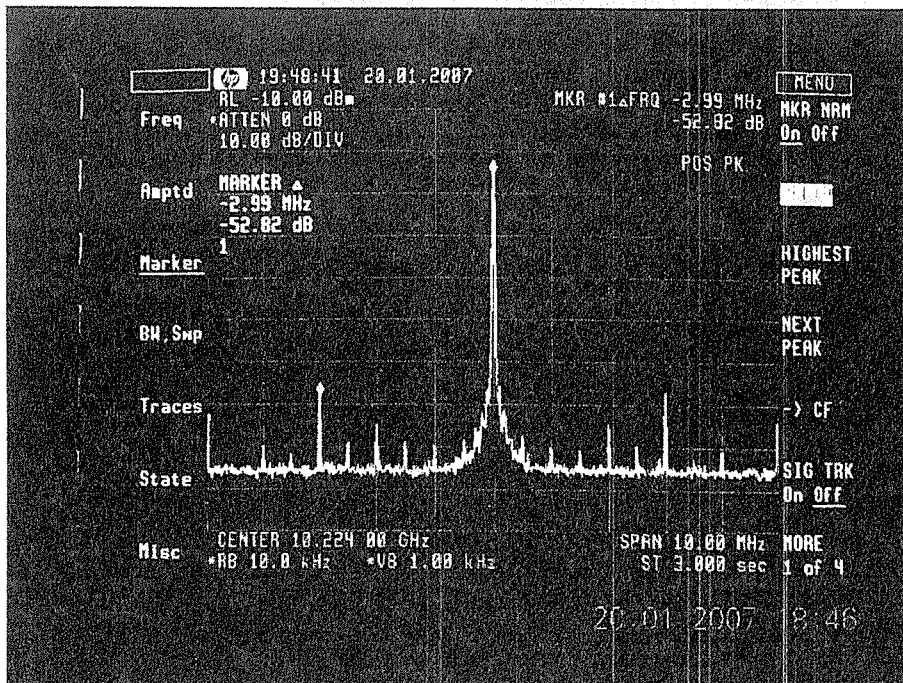 hp 19:48:41 20.01.2007
RL -10.00 dBm
*ATTEN 0 dB
10.00 dB/DIV
MKR #1△FRQ -2.99 MHz
-52.82 dB
POS PK
MARKER △
-2.99 MHz
-52.82 dB
1
Freq
Amptd
Marker
BW,Swp
Traces
State
Misc
MENU
MKR NRM
On Off
HIGHEST
PEAK
NEXT
PEAK
-> CF
SIG TRK
On Off
MORE
1 of 4
CENTER 10.224 00 GHz
*RB 10.0 kHz *VB 1.00 kHz
SPAN 10.00 MHz
ST 3.000 sec
20.01.2007 18:46